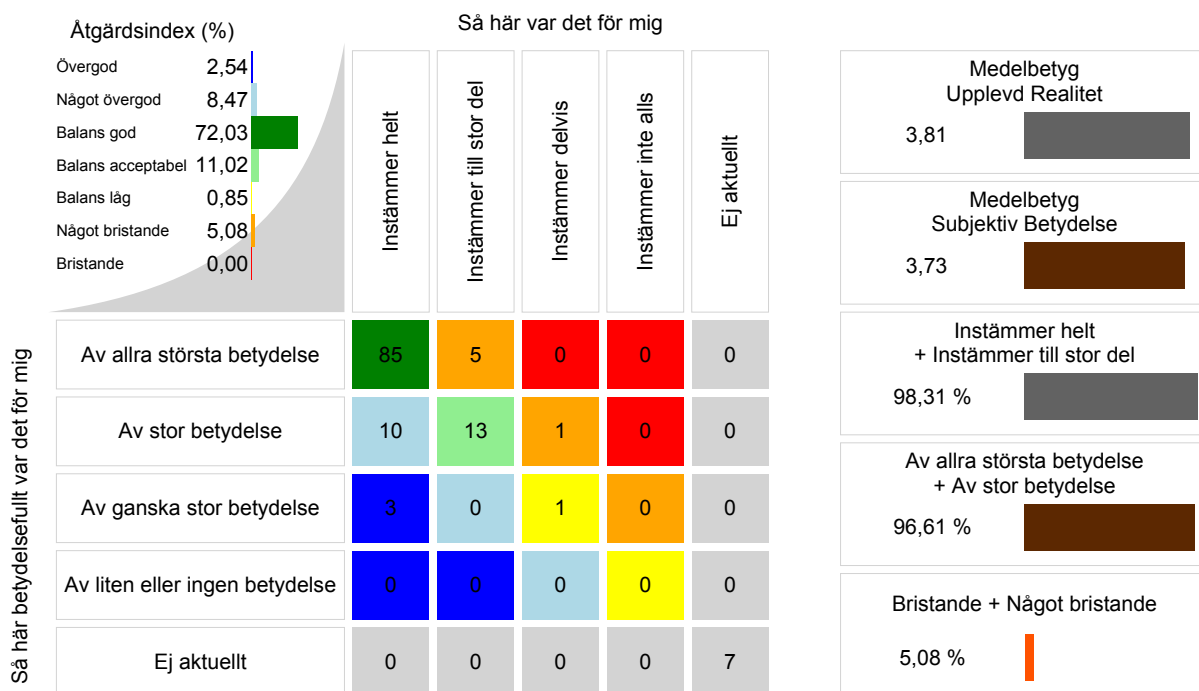 Åtgärdsindex (%)
Övergod 2,54
Något övergod 8,47
Balans god 72,03
Balans acceptabel 11,02
Balans låg 0,85
Något bristande 5,08
Bristande 0,00
Så här var det för mig
Instämmer helt
Instämmer till stor del
Instämmer delvis
Instämmer inte alls
Ej aktuellt
Så här betydelsefullt var det för mig
Av allra största betydelse 85 5 0 0 0
Av stor betydelse 10 13 1 0 0
Av ganska stor betydelse 3 0 1 0 0
Av liten eller ingen betydelse 0 0 0 0 0
Ej aktuellt 0 0 0 0 7
Medelbetyg
Upplevd Realitet
3,81
Medelbetyg
Subjektiv Betydelse
3,73
Instämmer helt
+ Instämmer till stor del
98,31 %
Av allra största betydelse
+ Av stor betydelse
96,61 %
Bristande + Något bristande
5,08 %